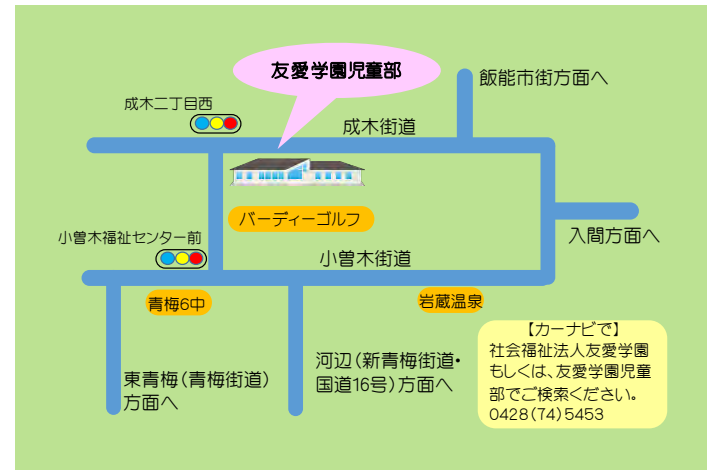 友愛学園児童部
飯能市街方面へ
成木二丁目西
成木街道
バーディーゴルフ
入間方面へ
小曽木福祉センター前
小曽木街道
青梅6中
岩蔵温泉
【カーナビで】
社会福祉法人友愛学園
もしくは、友愛学園児童
部でご検索ください。
0428(74)5453
河辺(新青梅街道・
国道16号)方面へ
東青梅(青梅街道)
方面へ